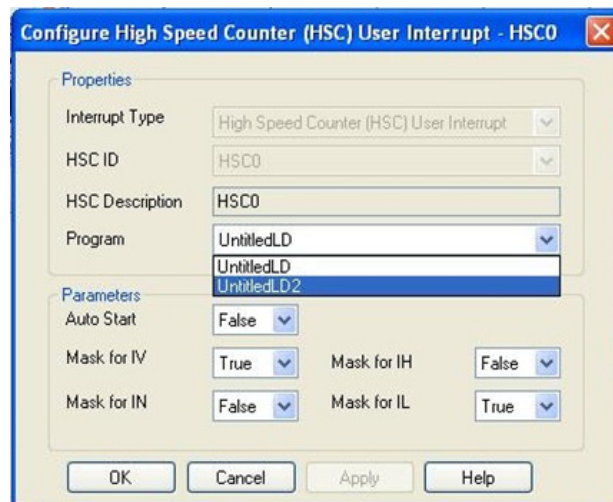 Configure High Speed Counter (HSC) User Interrupt - HSC0
Properties
Interrupt Type High Speed Counter (HSC) User Interrupt
HSC ID HSC0
HSC Description HSC0
Program UntitledLD
UntitledLD
UntitledLD2
Parameters
Auto Start False
Mask for IV True Mask for IH False
Mask for IN False Mask for IL True
OK Cancel Apply Help